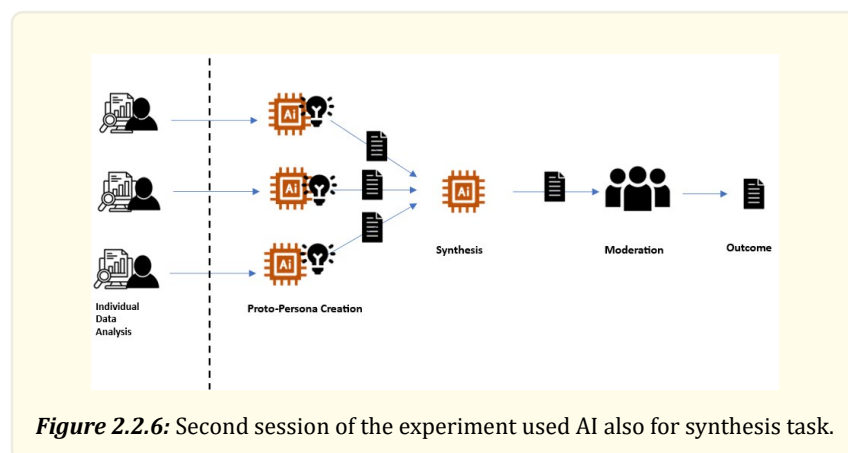 Ai
Ai
Ai
Ai
Synthesis
Moderation
Outcome
Individual
Data
Analysis
Proto-Persona Creation
Figure 2.2.6: Second session of the experiment used AI also for synthesis task.